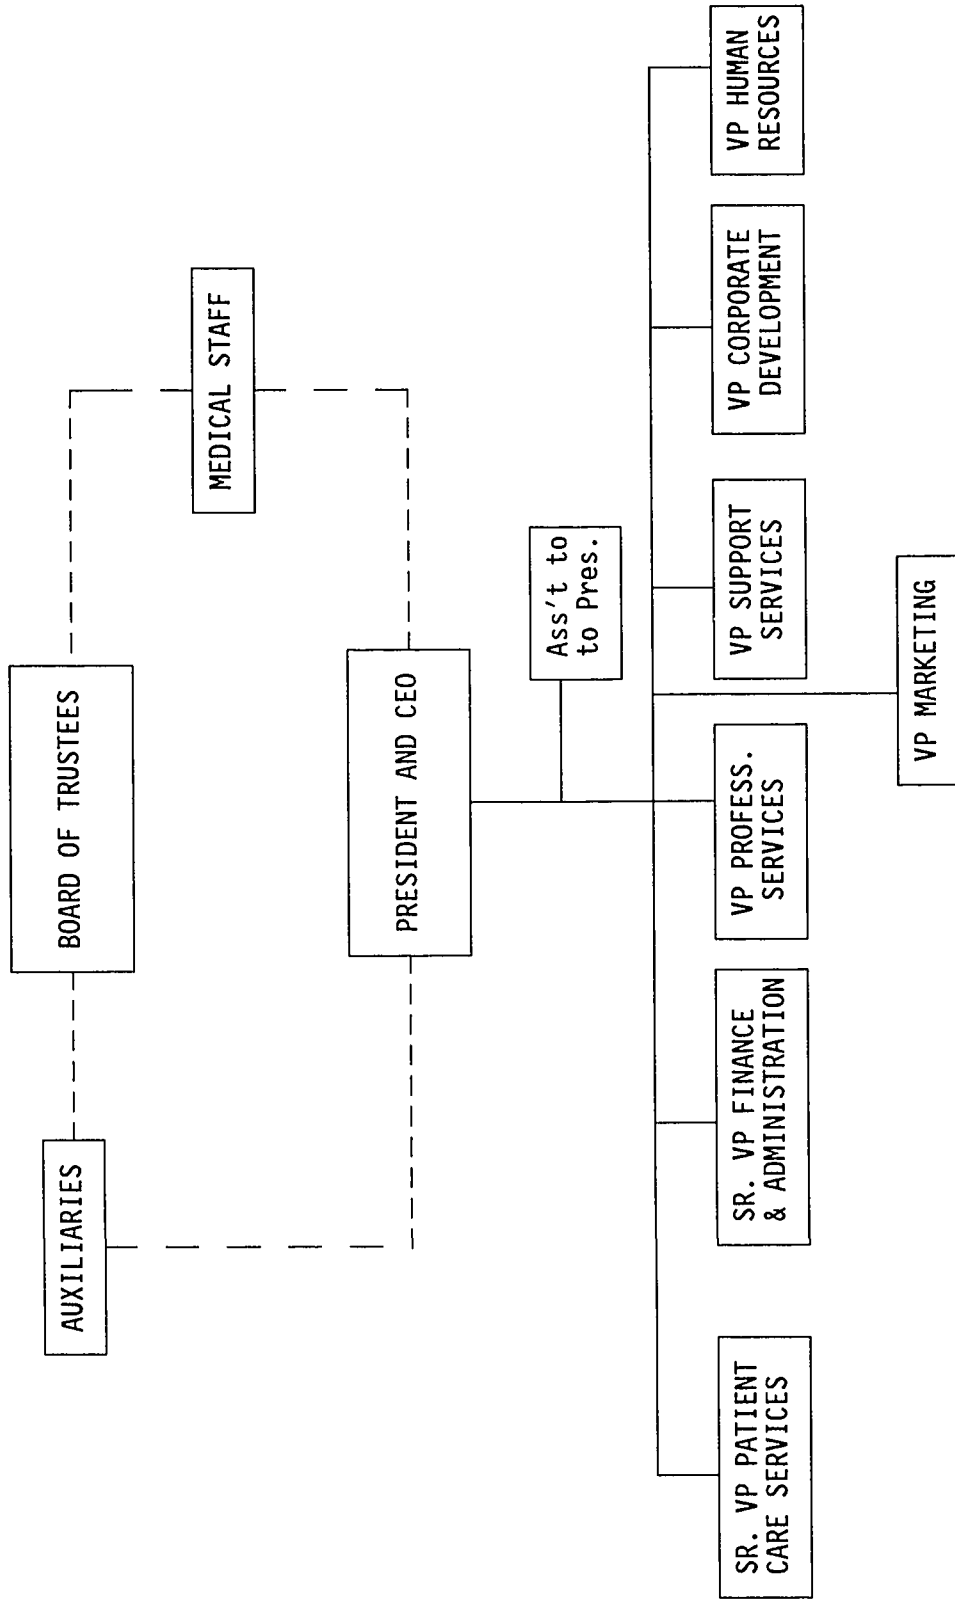 BOARD OF TRUSTEES
AUXILIARIES
MEDICAL STAFF
PRESIDENT AND CEO
Ass't to
to Pres.
SR. VP PATIENT
CARE SERVICES
SR. VP FINANCE
& ADMINISTRATION
VP PROFESS.
SERVICES
VP SUPPORT
SERVICES
VP CORPORATE
DEVELOPMENT
VP HUMAN
RESOURCES
VP MARKETING